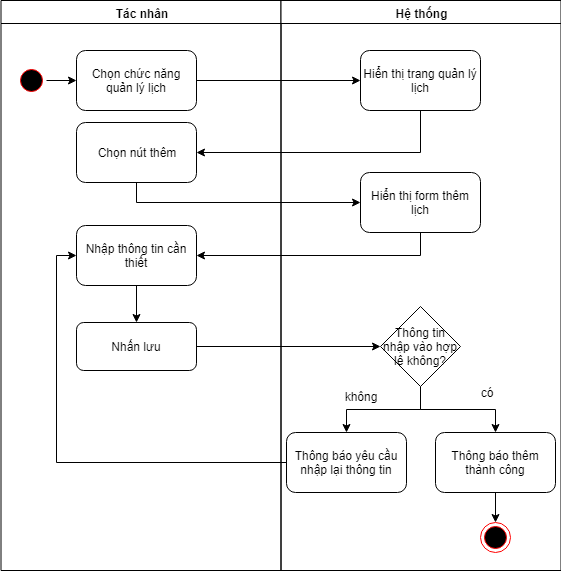 Tác nhân
Hệ thống
Chọn chức năng
quản lý lịch
Hiển thị trang quản lý
lịch
Chọn nút thêm
Hiển thị form thêm
lịch
Nhập thông tin cần
thiết
Nhấn lưu
Thông tin
nhập vào hợp
lệ không?
không
có
Thông báo yêu cầu
nhập lại thông tin
Thông báo thêm
thành công